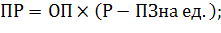 ПР = ОП × (Р − ПЗна ед. );